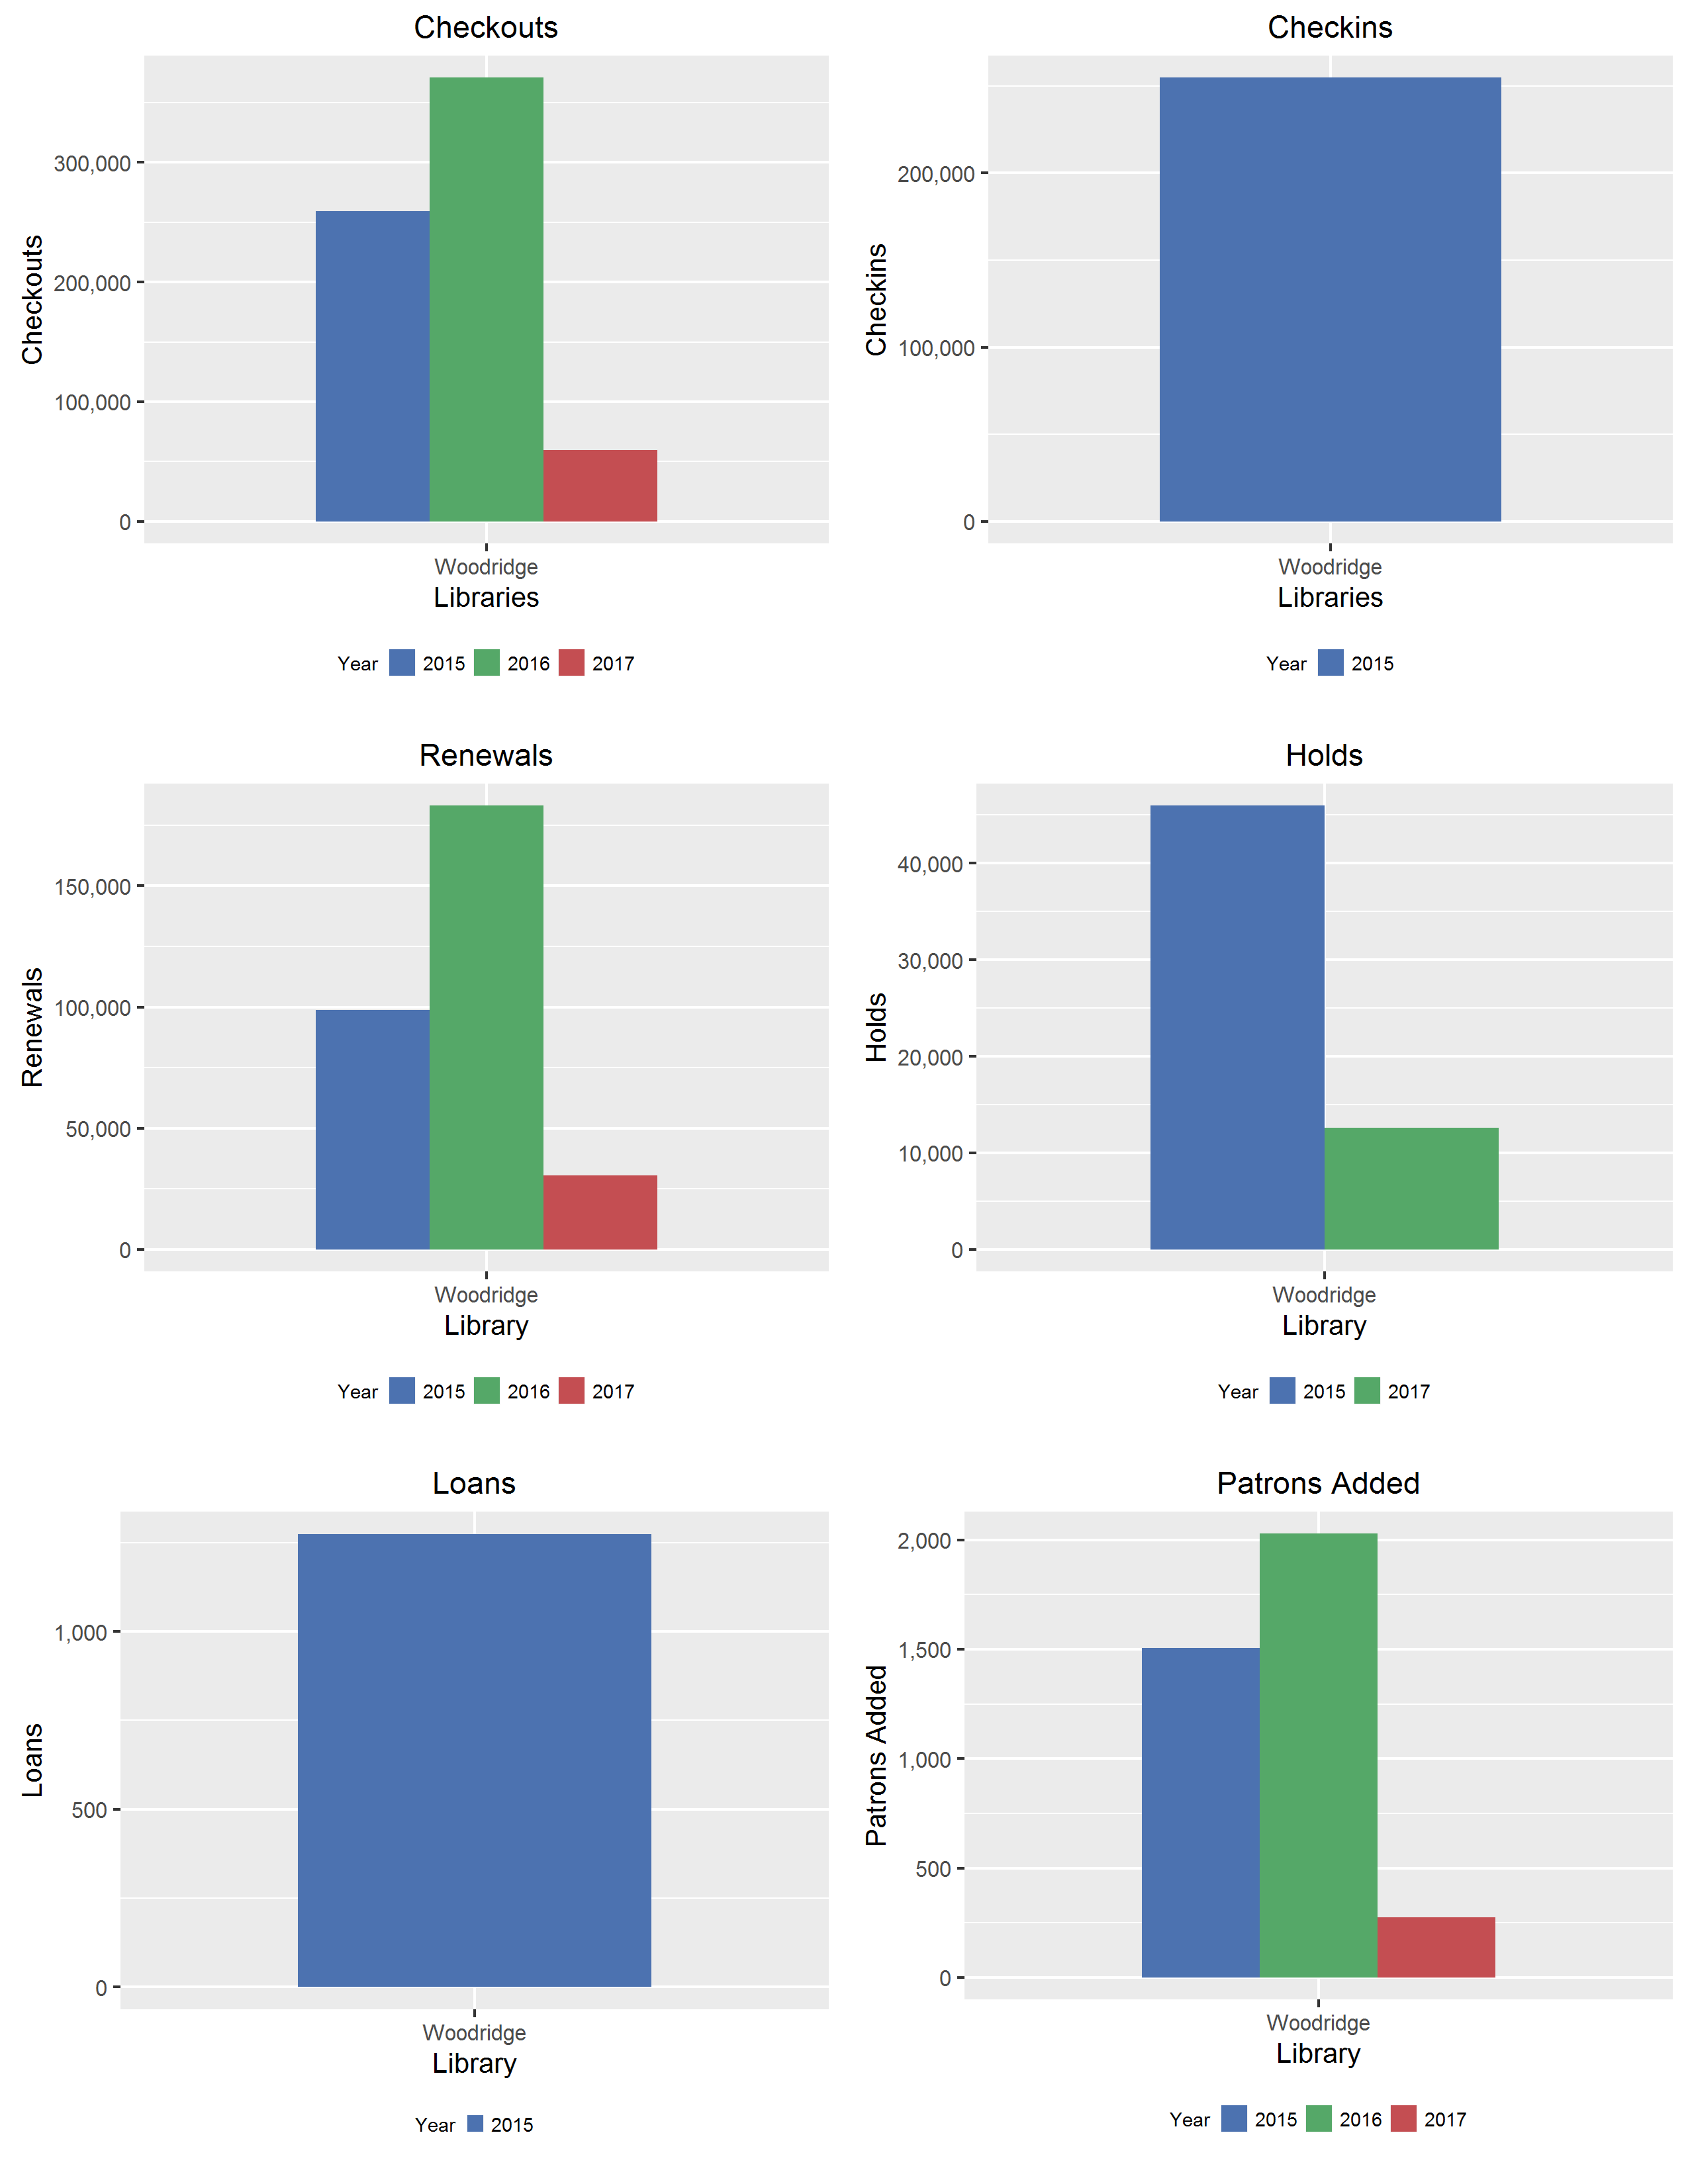 Checkouts
Checkouts
300,000
200,000
100,000
0
Woodridge
Libraries
Year 2015 2016 2017
Checkins
Checkins
200,000
100,000
0
Woodridge
Libraries
Year 2015
Renewals
Renewals
150,000
100,000
50,000
0
Woodridge
Library
Year 2015 2016 2017
Holds
Holds
40,000
30,000
20,000
10,000
0
Woodridge
Library
Year 2015 2017
Loans
Loans
1,000
500
0
Woodridge
Library
Year 2015
Patrons Added
Patrons Added
2,000
1,500
1,000
500
0
Woodridge
Library
Year 2015 2016 2017